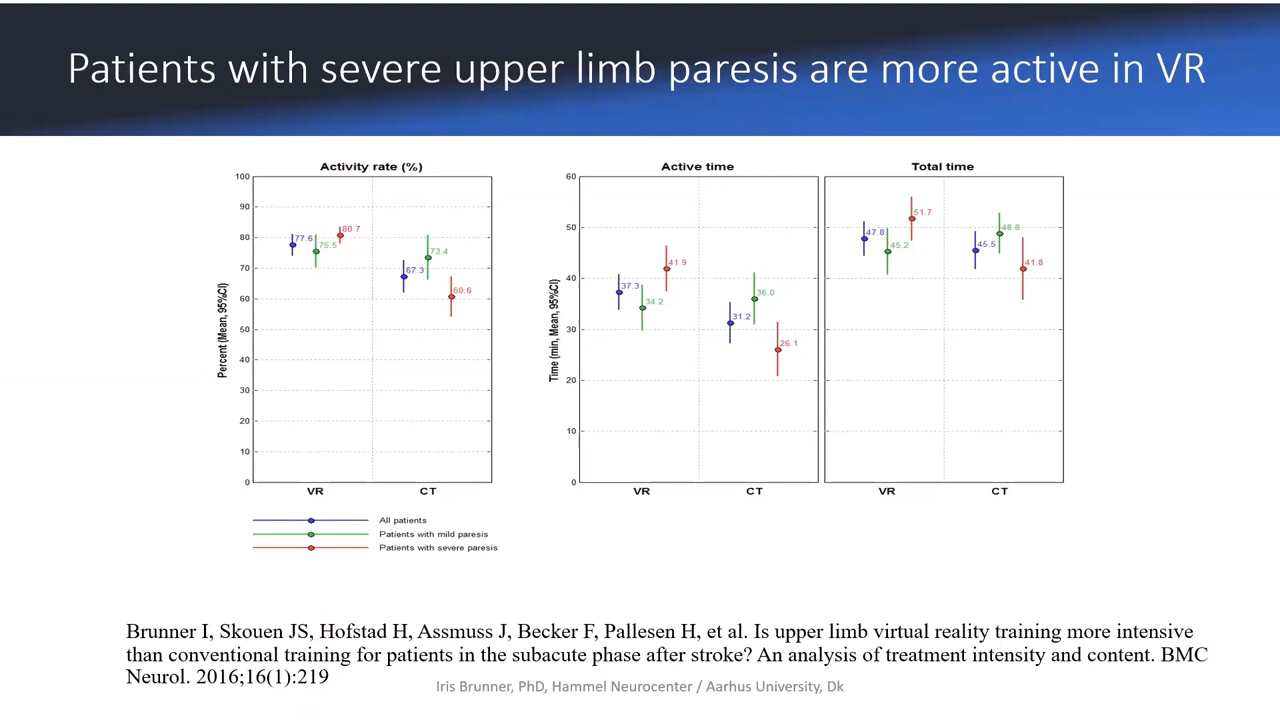 Patients with severe upper limb paresis are more active in VR
Activity rate (%)
Percent (Mean, 95%CI)
100
90
80
70
60
50
40
30
20
10
0
77.6
75.5
80.7
67.3
73.4
60.6
VR
CT
Active time
Time (min, Mean, 95%CI)
60
50
40
30
20
10
0
37.3
34.2
41.9
31.2
36.0
26.1
VR
CT
Total time
47.8
45.2
51.7
45.5
48.8
41.8
VR
CT
All patients
Patients with mild paresis
Patients with severe paresis
Brunner I, Skouen JS, Hofstad H, Assmuss J, Becker F, Pallesen H, et al. Is upper limb virtual reality training more intensive
than conventional training for patients in the subacute phase after stroke? An analysis of treatment intensity and content. BMC
Neurol. 2016;16(1):219
Iris Brunner, PhD, Hammel Neurocenter / Aarhus University, Dk